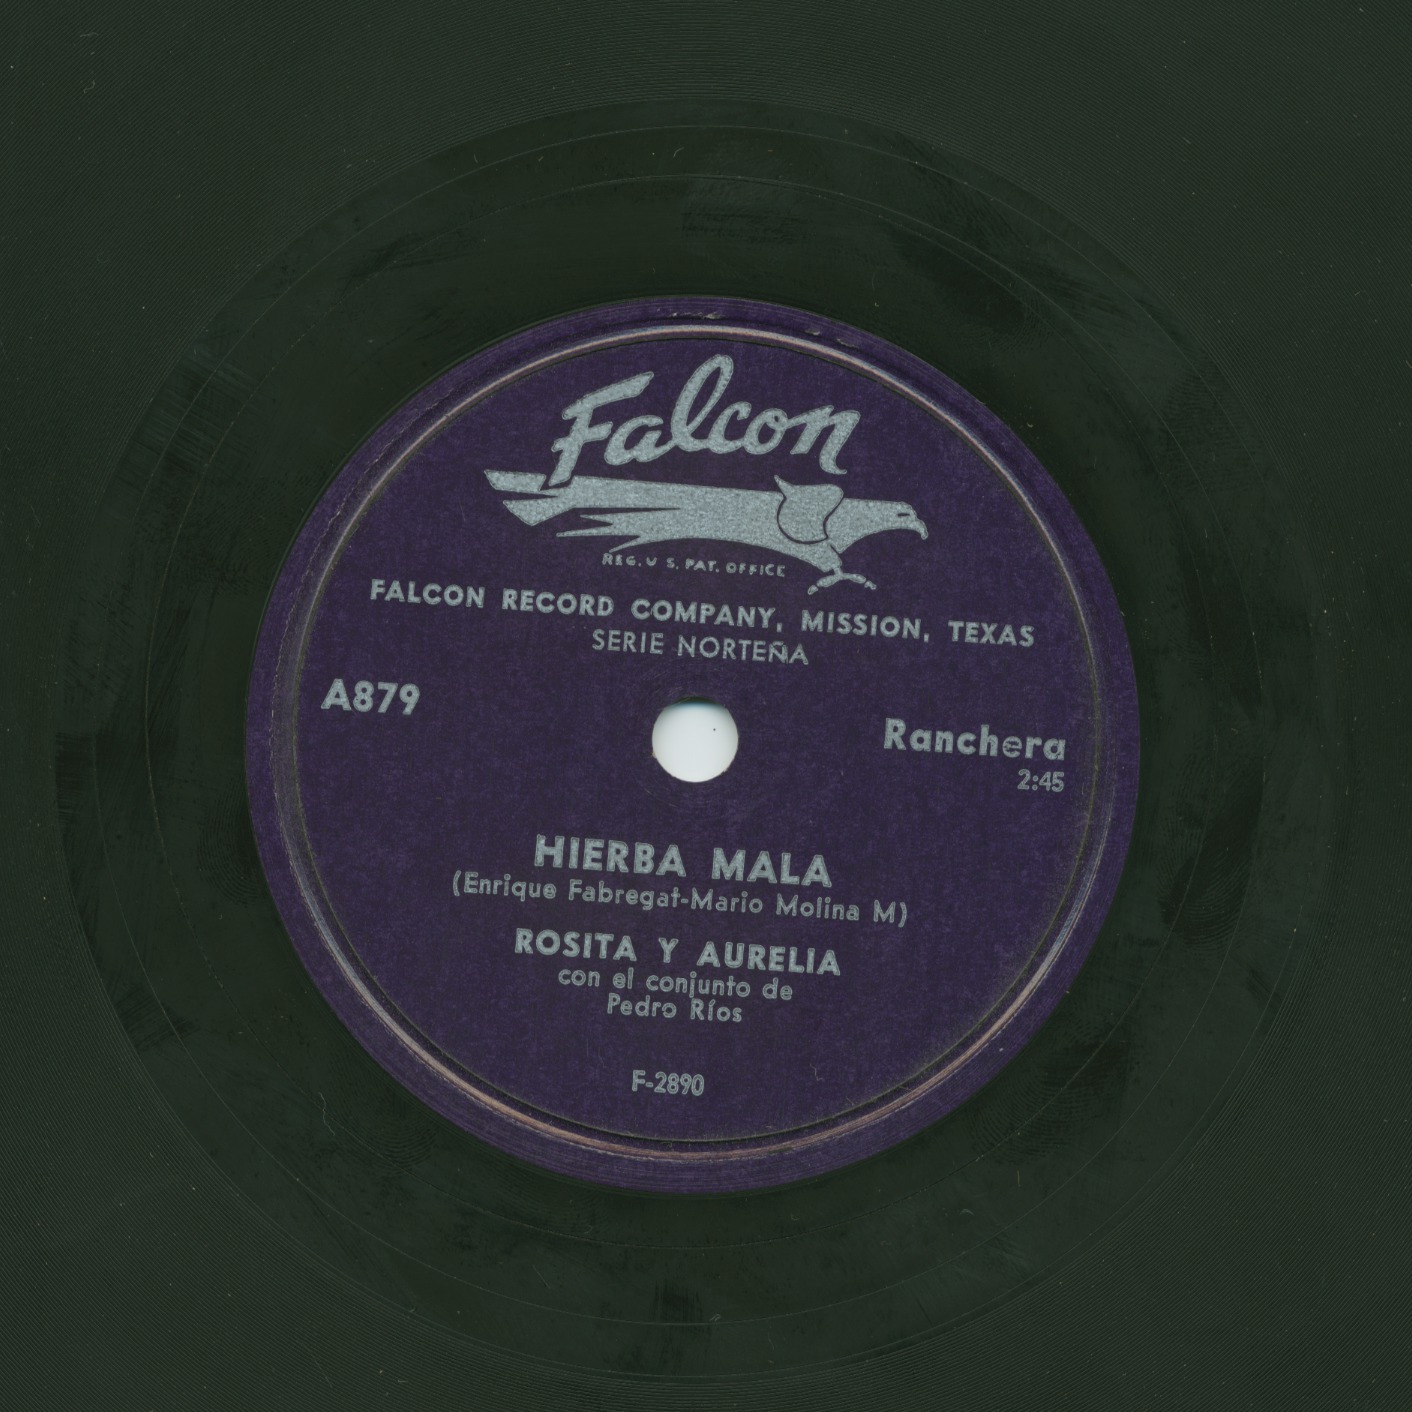 Falcon
REG. U S. PAT. OFFICE
FALCON RECORD COMPANY, MISSION, TEXAS
SERIE NORTEÑA
A879
Ranchera
2:45
HIERBA MALA
(Enrique Fabregat-Mario Molina M)
ROSITA Y AURELIA
con el conjunto de
Pedro Ríos
F-2890